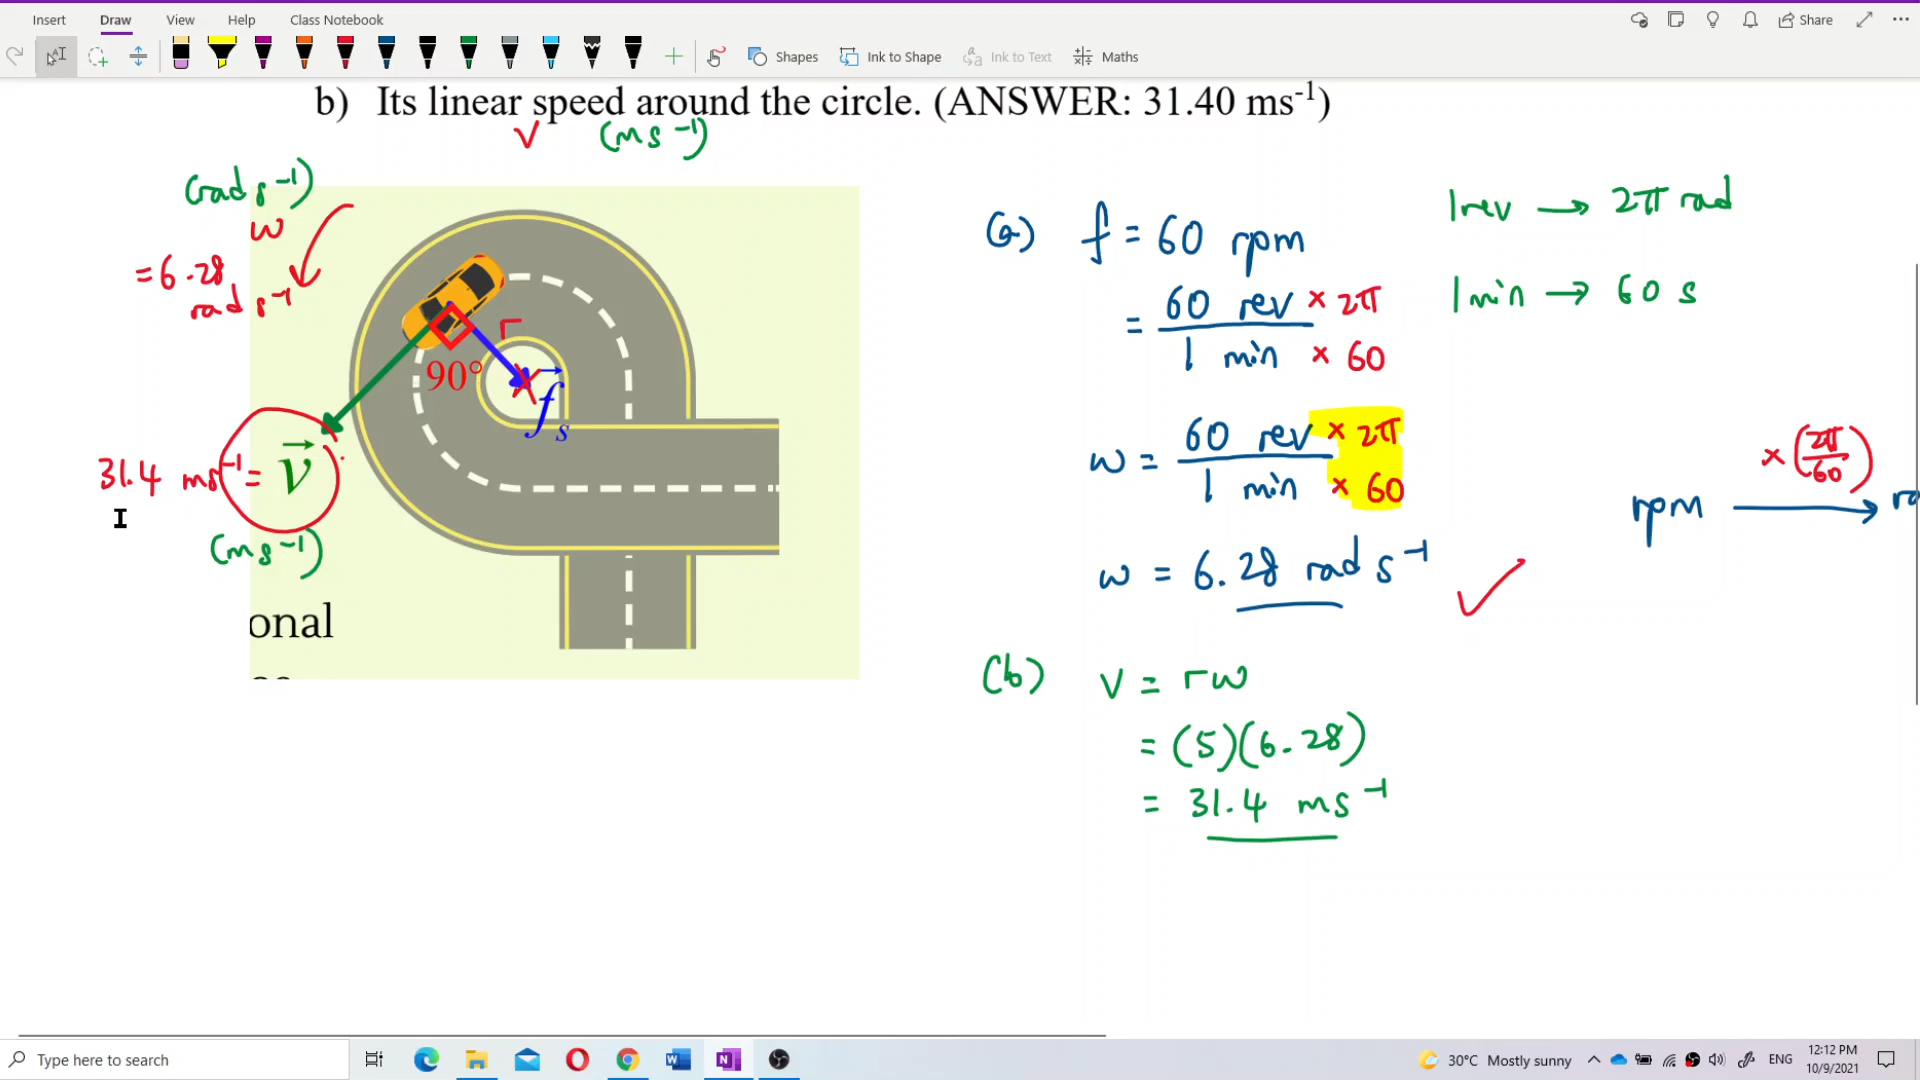 Insert Draw View Help Class Notebook Share
Shapes Ink to Shape Ink to Text Maths
b) Its linear speed around the circle. (ANSWER: 31.40 ms⁻¹)
v (ms⁻¹)
(rad s⁻¹)
ω
= 6.28
rad s⁻¹
r
90°
f⃗s
31.4 ms⁻¹ = v⃗
(ms⁻¹)
onal
(a) f = 60 rpm
= 60 rev × 2π
1 min × 60
ω = 60 rev × 2π
1 min × 60
ω = 6.28 rad s⁻¹
1 rev → 2π rad
1 min → 60 s
× (2π/60)
rpm →
(b) v = rω
= (5)(6.28)
= 31.4 ms⁻¹
Type here to search
30°C Mostly sunny ENG 12:12 PM
10/9/2021